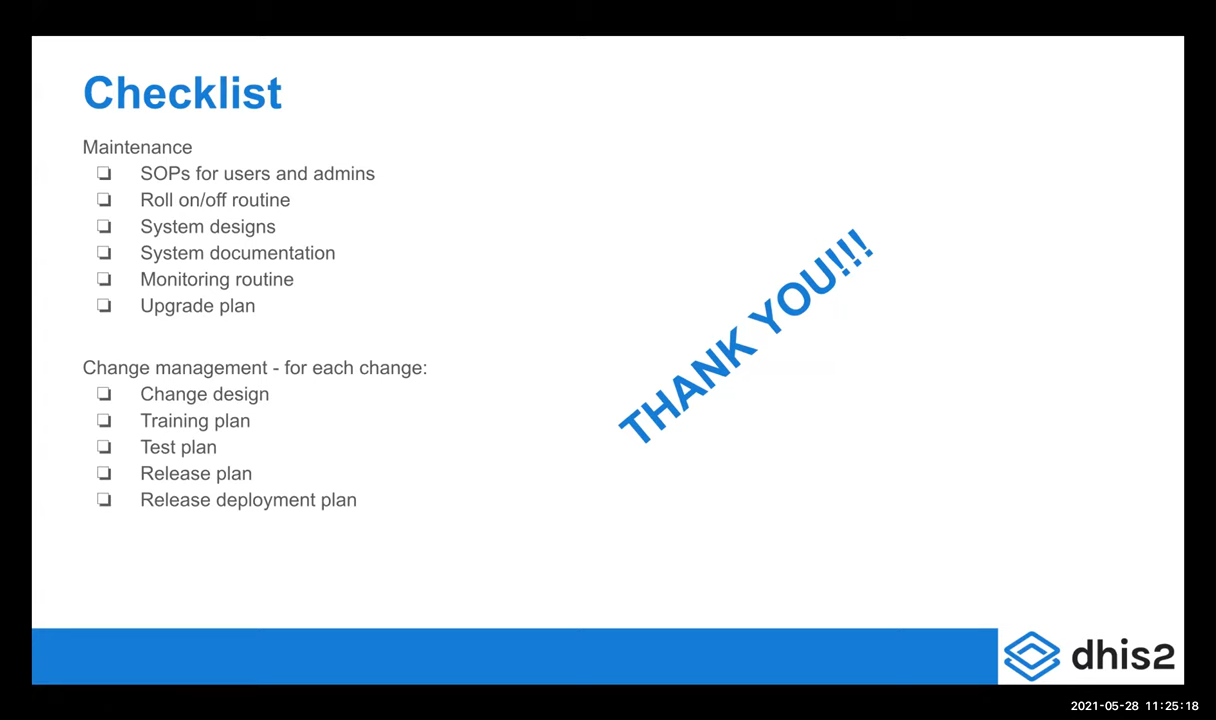 Checklist
Maintenance
❏ SOPs for users and admins
❏ Roll on/off routine
❏ System designs
❏ System documentation
❏ Monitoring routine
❏ Upgrade plan
Change management - for each change:
❏ Change design
❏ Training plan
❏ Test plan
❏ Release plan
❏ Release deployment plan
THANK YOU!!!
dhis2
2021-05-28 11:25:18